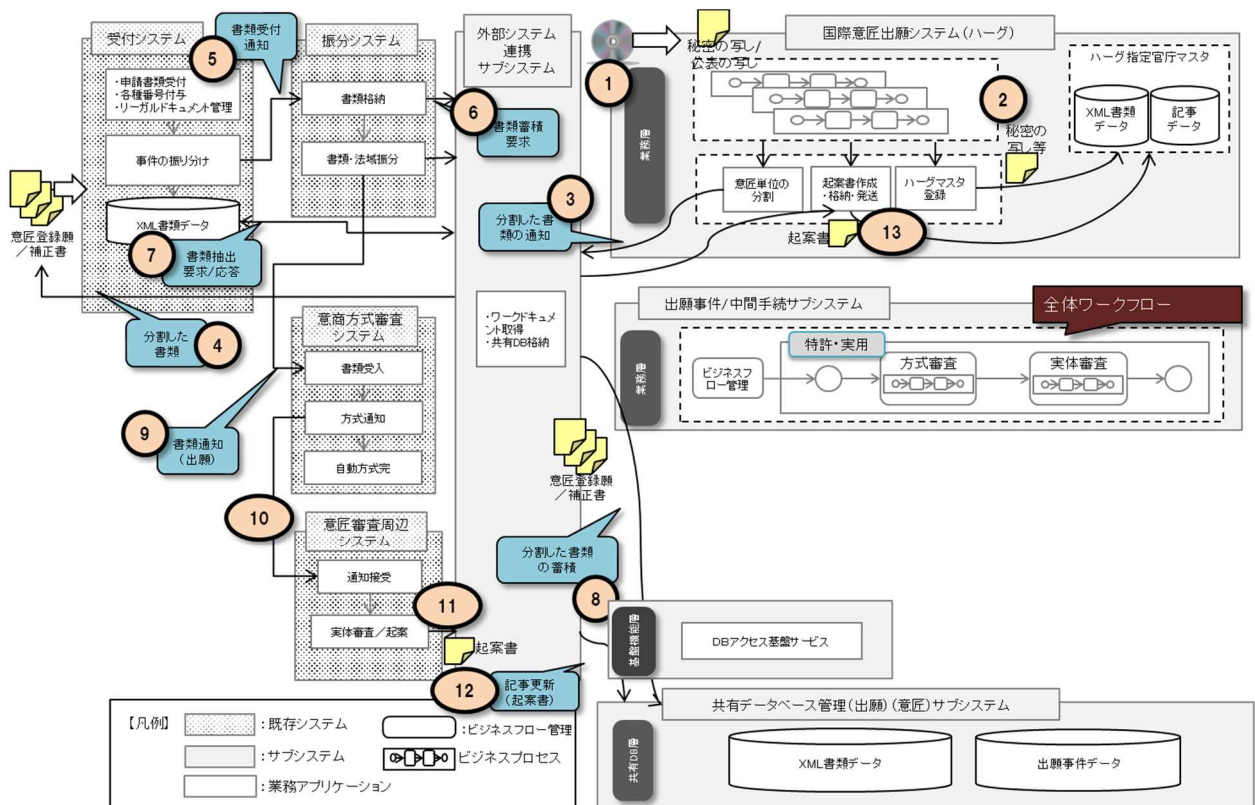 受付システム
5
書類受付
通知
・申請書類受付
・各種番号付与
・リーガルドキュメント管理
事件の振り分け
XML書類データ
意匠登録願
／補正書
7
書類抽出
要求/応答
分割した
書類
4
振分システム
書類格納
書類・法域振分
6
書類蓄積
要求
外部システム
連携
サブシステム
・ワークドキュメ
ント取得
・共有DB格納
1
秘密の写し/
公表の写し
国際意匠出願システム(ハーグ)
業務層
2
秘密の
写し等
ハーグ指定官庁マスタ
XML書類
データ
記事
データ
意匠単位の
分割
起案書作成
・格納・発送
ハーグマスタ
登録
3
分割した書
類の通知
起案書
13
出願事件/中間手続サブシステム
全体ワークフロー
業務層
ビジネスフ
ロー管理
特許・実用
方式審査
実体審査
意商方式審査
システム
書類受入
方式通知
自動方式完
9
書類通知
(出願)
10
意匠審査周辺
システム
通知接受
実体審査／起案
11
起案書
12
記事更新
(起案書)
意匠登録願
／補正書
分割した書類
の蓄積
8
基盤機能層
DBアクセス基盤サービス
共有データベース管理(出願)(意匠)サブシステム
共有DB層
XML書類データ
出願事件データ
【凡例】
：既存システム
：ビジネスフロー管理
：サブシステム
：ビジネスプロセス
：業務アプリケーション